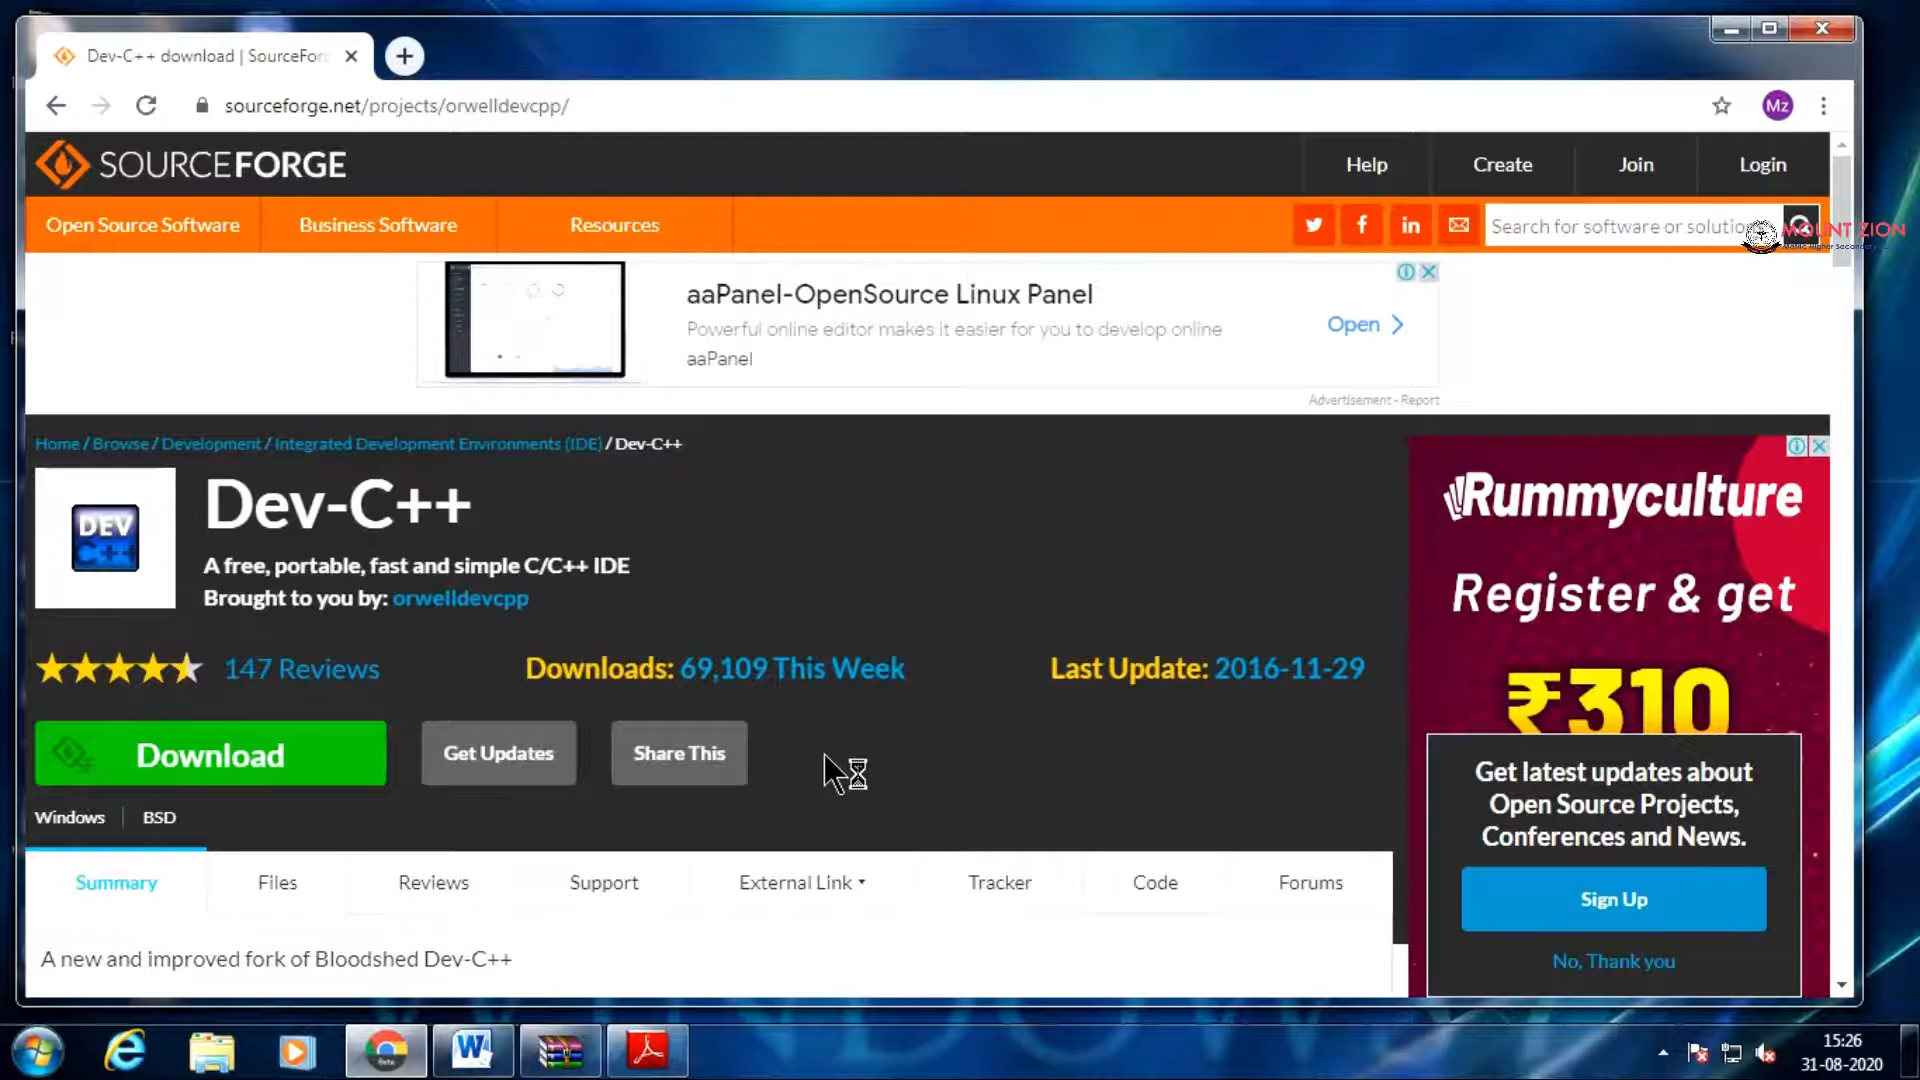 Dev-C++ download | SourceFor
sourceforge.net/projects/orwelldevcpp/
Mz
SOURCEFORGE
Help
Create
Join
Login
Open Source Software
Business Software
Resources
Search for software or solutions
MOUNT ZION
aaPanel-OpenSource Linux Panel
Powerful online editor makes it easier for you to develop online
aaPanel
Open
Advertisement - Report
Home / Browse / Development / Integrated Development Environments (IDE) / Dev-C++
DEV
C++
Dev-C++
A free, portable, fast and simple C/C++ IDE
Brought to you by: orwelldevcpp
147 Reviews
Downloads: 69,109 This Week
Last Update: 2016-11-29
Download
Get Updates
Share This
Windows
BSD
Summary
Files
Reviews
Support
External Link
Tracker
Code
Forums
A new and improved fork of Bloodshed Dev-C++
Rummyculture
Register & get
₹310
Get latest updates about
Open Source Projects,
Conferences and News.
Sign Up
No, Thank you
Beta
15:26
31-08-2020